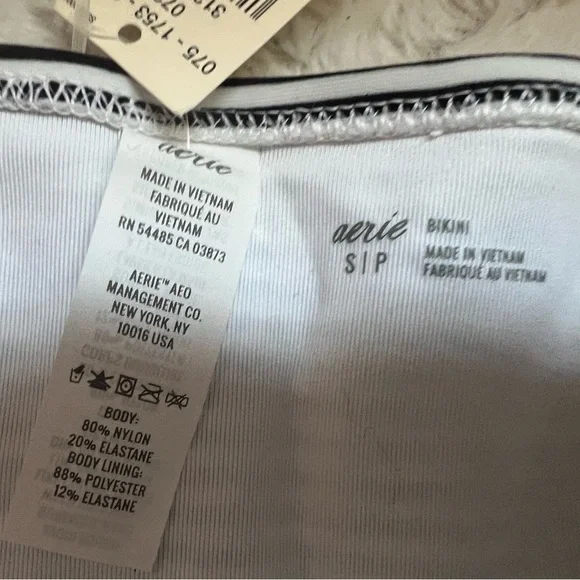 075 - 1753 -
aerie
MADE IN VIETNAM
FABRIQUÉ AU
VIETNAM
RN 54485 CA 03873
AERIE™ AEO
MANAGEMENT CO.
NEW YORK, NY
10016 USA
BODY:
80% NYLON
20% ELASTANE
BODY LINING:
88% POLYESTER
12% ELASTANE
aerie BIKINI
S|P MADE IN VIETNAM
FABRIQUÉ AU VIETNAM